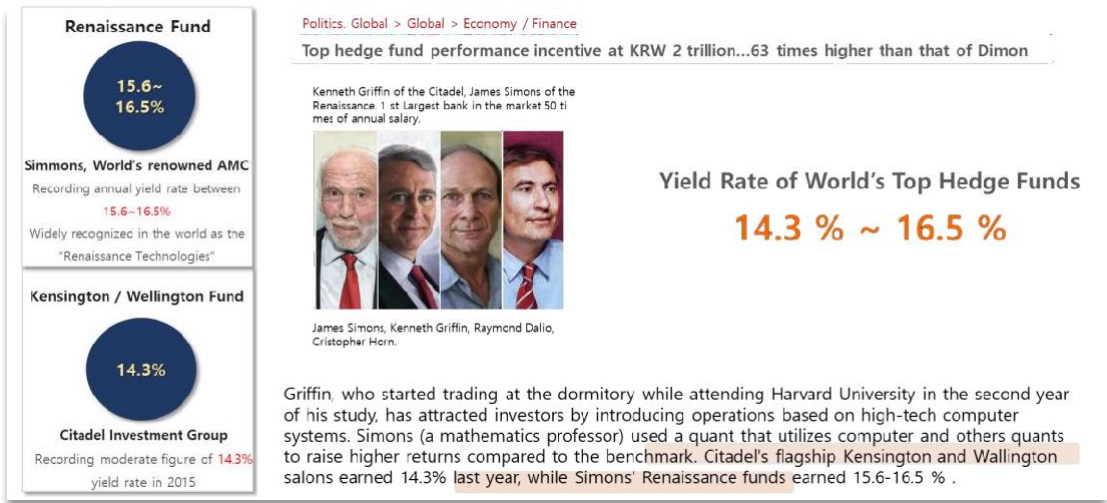 Renaissance Fund
15.6~
16.5%
Simmons, World's renowned AMC
Recording annual yield rate between
15.6~16.5%
Widely recognized in the world as the
"Renaissance Technologies"
Kensington / Wellington Fund
14.3%
Citadel Investment Group
Recording moderate figure of 14.3%
yield rate in 2015
Politics. Global > Global > Economy / Finance
Top hedge fund performance incentive at KRW 2 trillion...63 times higher than that of Dimon
Kenneth Griffin of the Citadel, James Simons of the
Renaissance. 1 st Largest bank in the market 50 ti
mes of annual salary.
James Simons, Kenneth Griffin, Raymond Dalio,
Cristopher Horn.
Yield Rate of World's Top Hedge Funds
14.3 % ~ 16.5 %
Griffin, who started trading at the dormitory while attending Harvard University in the second year
of his study, has attracted investors by introducing operations based on high-tech computer
systems. Simons (a mathematics professor) used a quant that utilizes computer and others quants
to raise higher returns compared to the benchmark. Citadel's flagship Kensington and Wallington
salons earned 14.3% last year, while Simons' Renaissance funds earned 15.6-16.5 % .